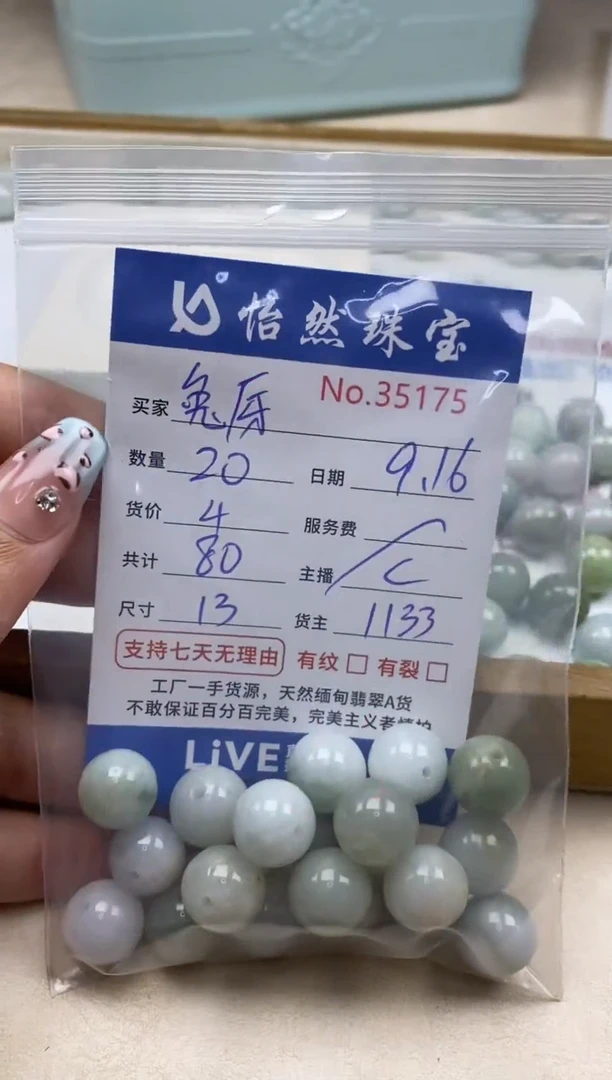 怡然珠宝
No.35175
买家 兔牙
数量 20 日期 9.16
货价 4 服务费
共计 80 主播 C
尺寸 13 货主 1133
支持七天无理由 有纹 □ 有裂 □
工厂一手货源，天然缅甸翡翠A货
不敢保证百分百完美，完美主义者
LiVE